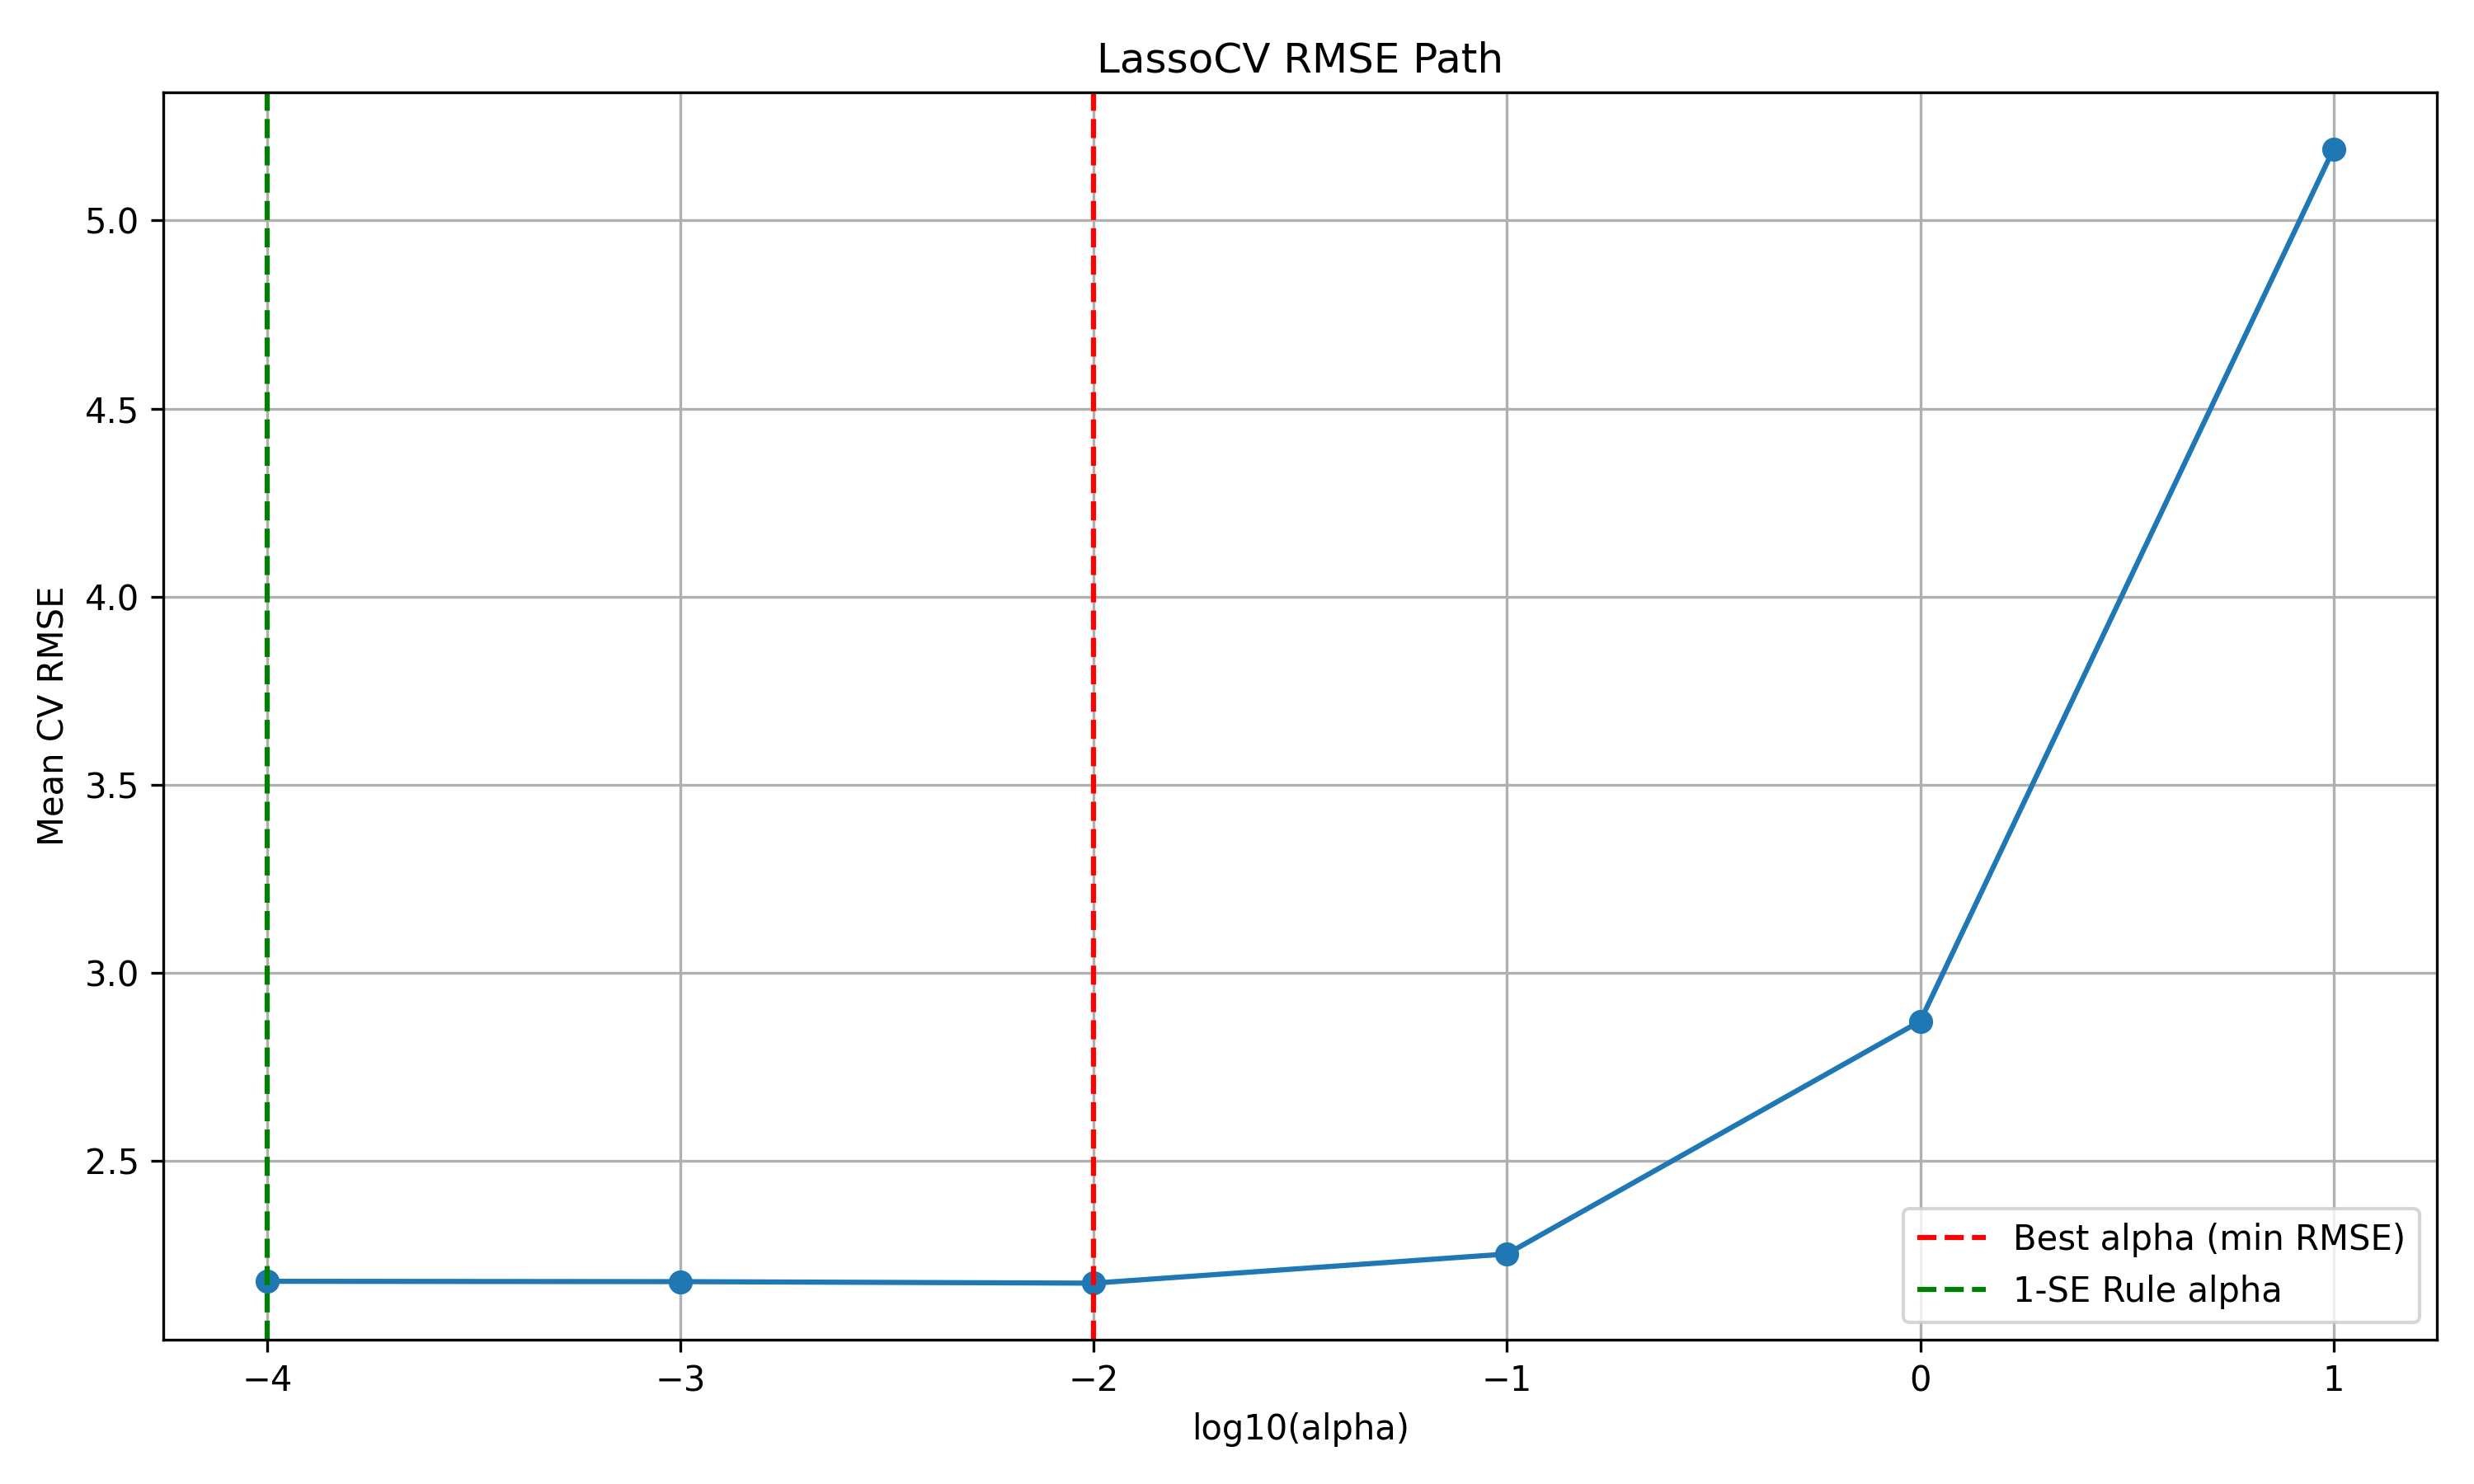 LassoCV RMSE Path
Mean CV RMSE
5.0
4.5
4.0
3.5
3.0
2.5
−4
−3
−2
−1
0
1
log10(alpha)
Best alpha (min RMSE)
1-SE Rule alpha